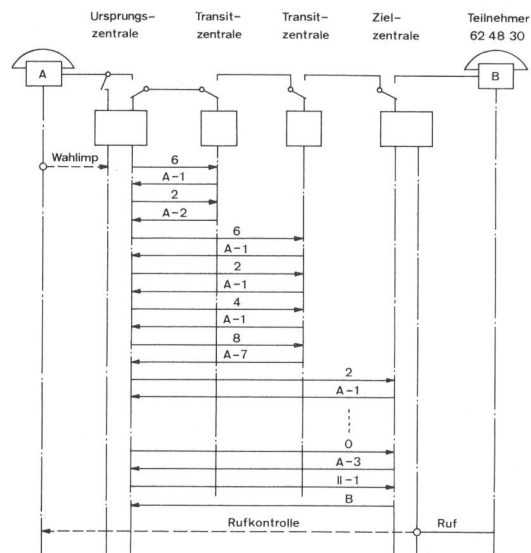 Ursprungs-
zentrale
Transit-
zentrale
Transit-
zentrale
Ziel-
zentrale
Teilnehmer
62 48 30
A
B
Wahlimp
6
A-1
2
A-2
6
A-1
2
A-1
4
A-1
8
A-7
2
A-1
0
A-3
II-1
B
Rufkontrolle
Ruf